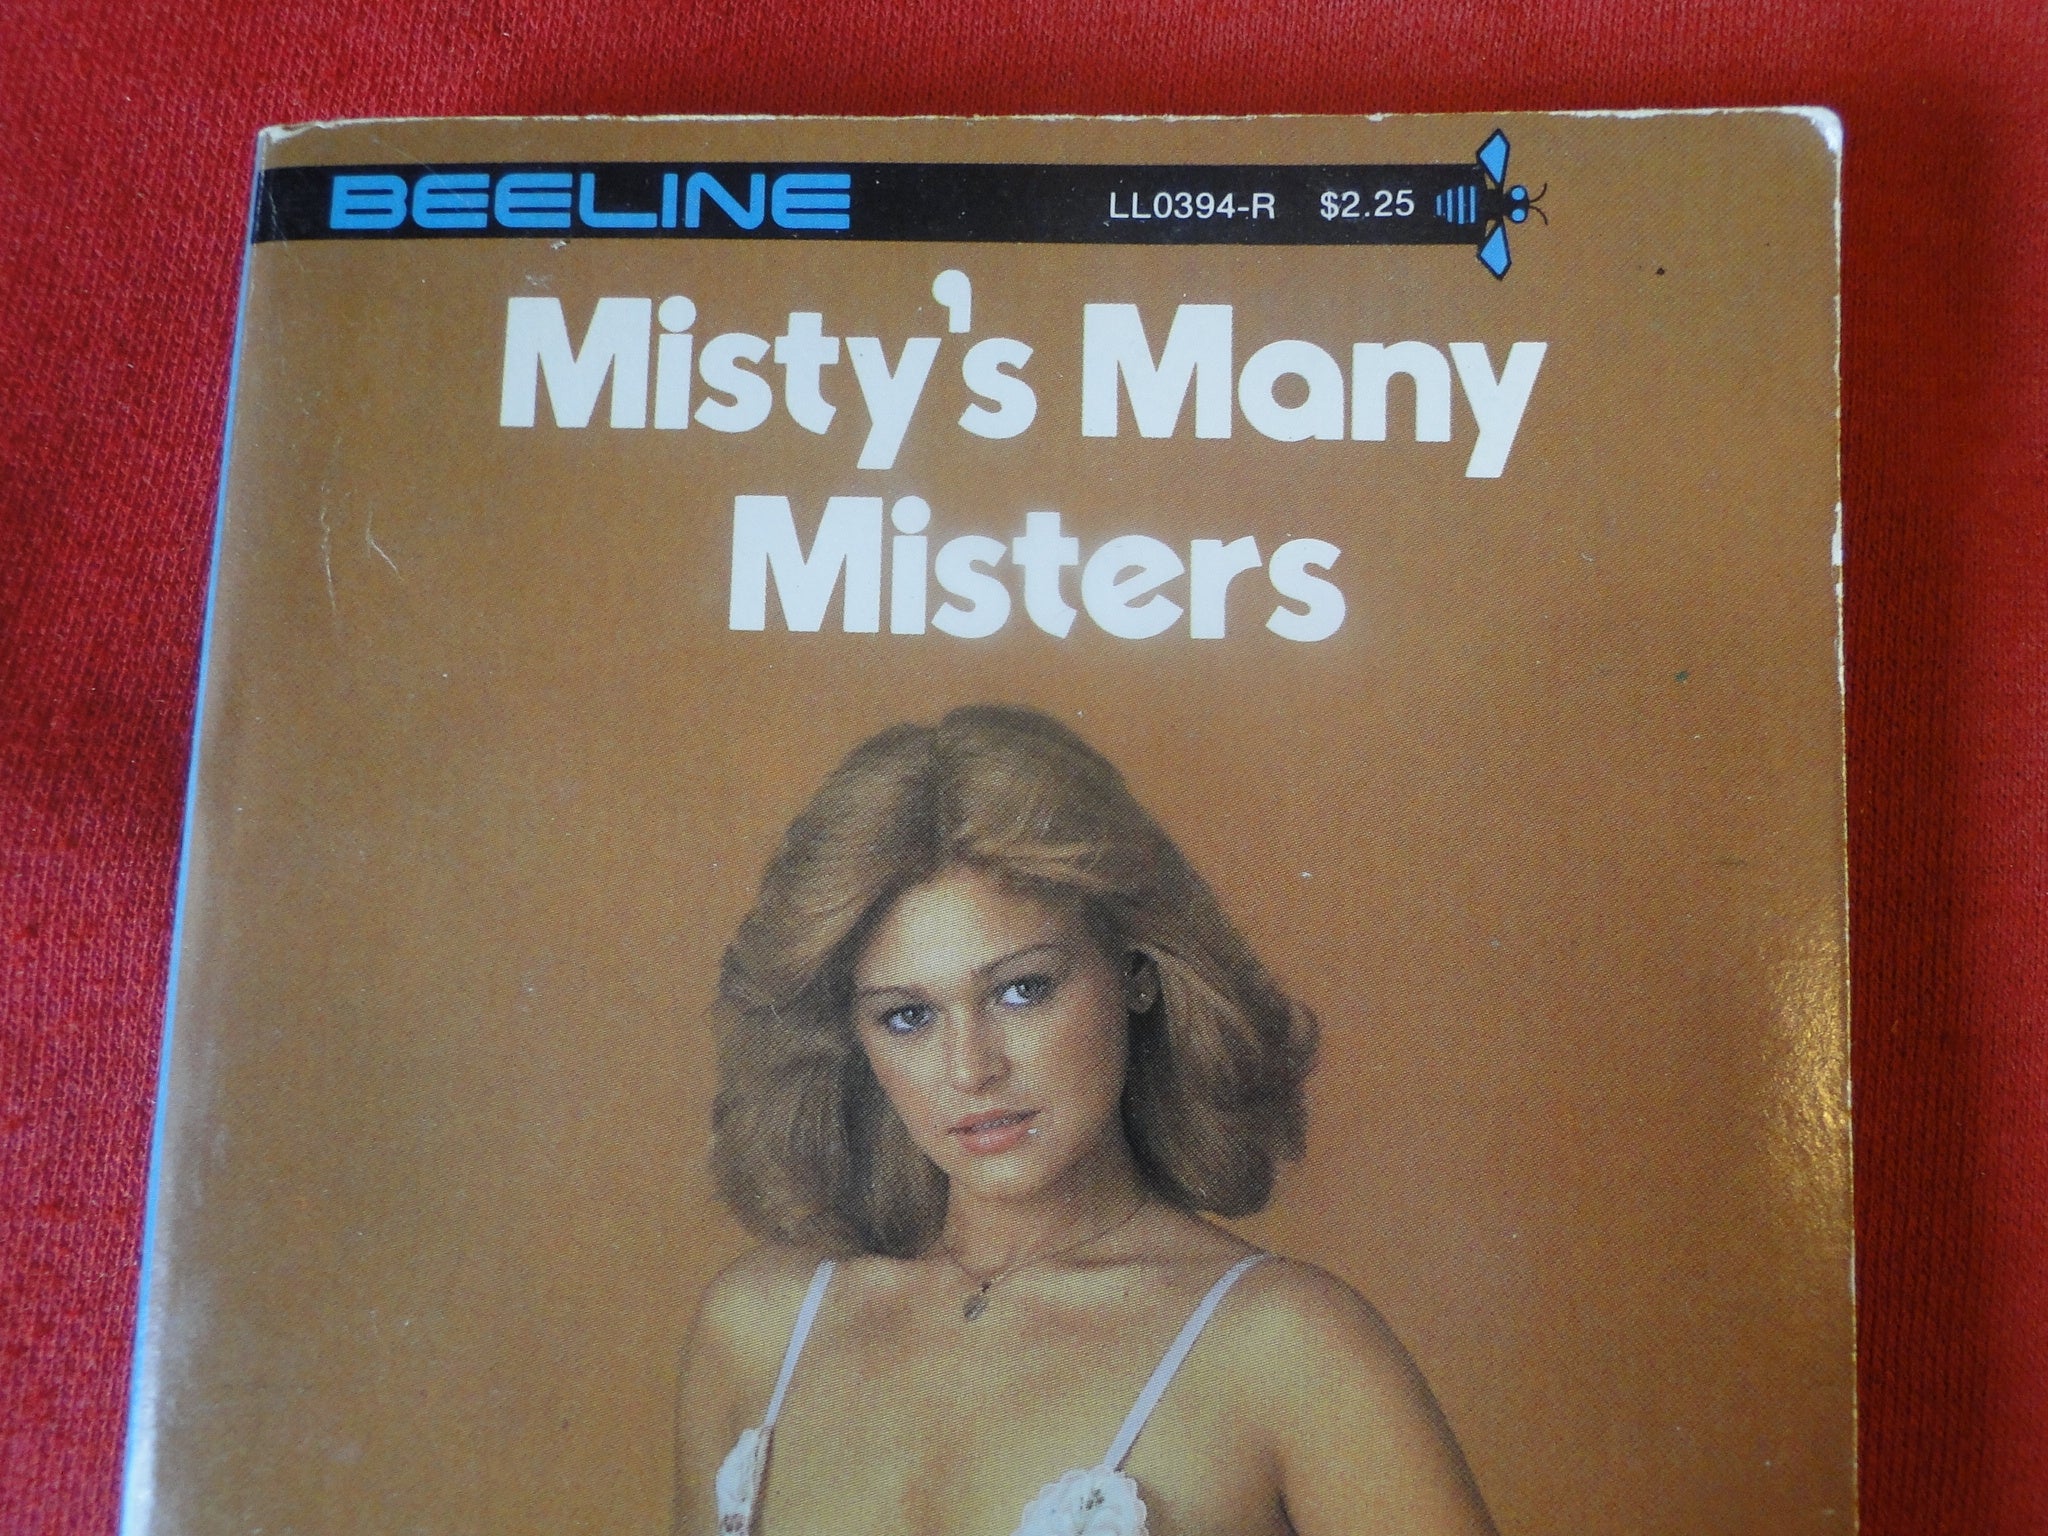 BEELINE LL0394-R $2.25
Misty's Many
Misters